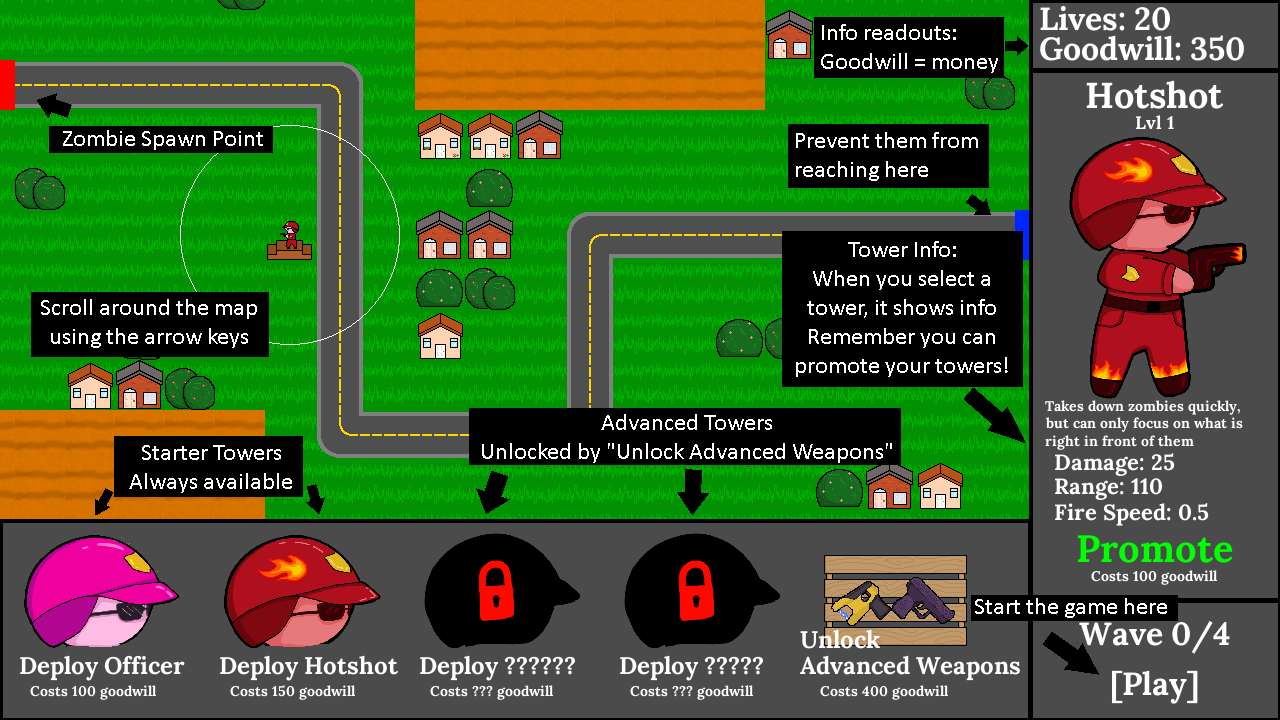 Info readouts:
Goodwill = money
Lives: 20
Goodwill: 350
Zombie Spawn Point
Prevent them from
reaching here
Hotshot
Lvl 1
Tower Info:
When you select a
tower, it shows info
Remember you can
promote your towers!
Scroll around the map
using the arrow keys
Takes down zombies quickly,
but can only focus on what is
right in front of them
Damage: 25
Range: 110
Fire Speed: 0.5
Promote
Costs 100 goodwill
Starter Towers
Always available
Advanced Towers
Unlocked by "Unlock Advanced Weapons"
Deploy Officer
Costs 100 goodwill
Deploy Hotshot
Costs 150 goodwill
Deploy ??????
Costs ??? goodwill
Deploy ?????
Costs ??? goodwill
Unlock
Advanced Weapons
Costs 400 goodwill
Start the game here
Wave 0/4
[Play]